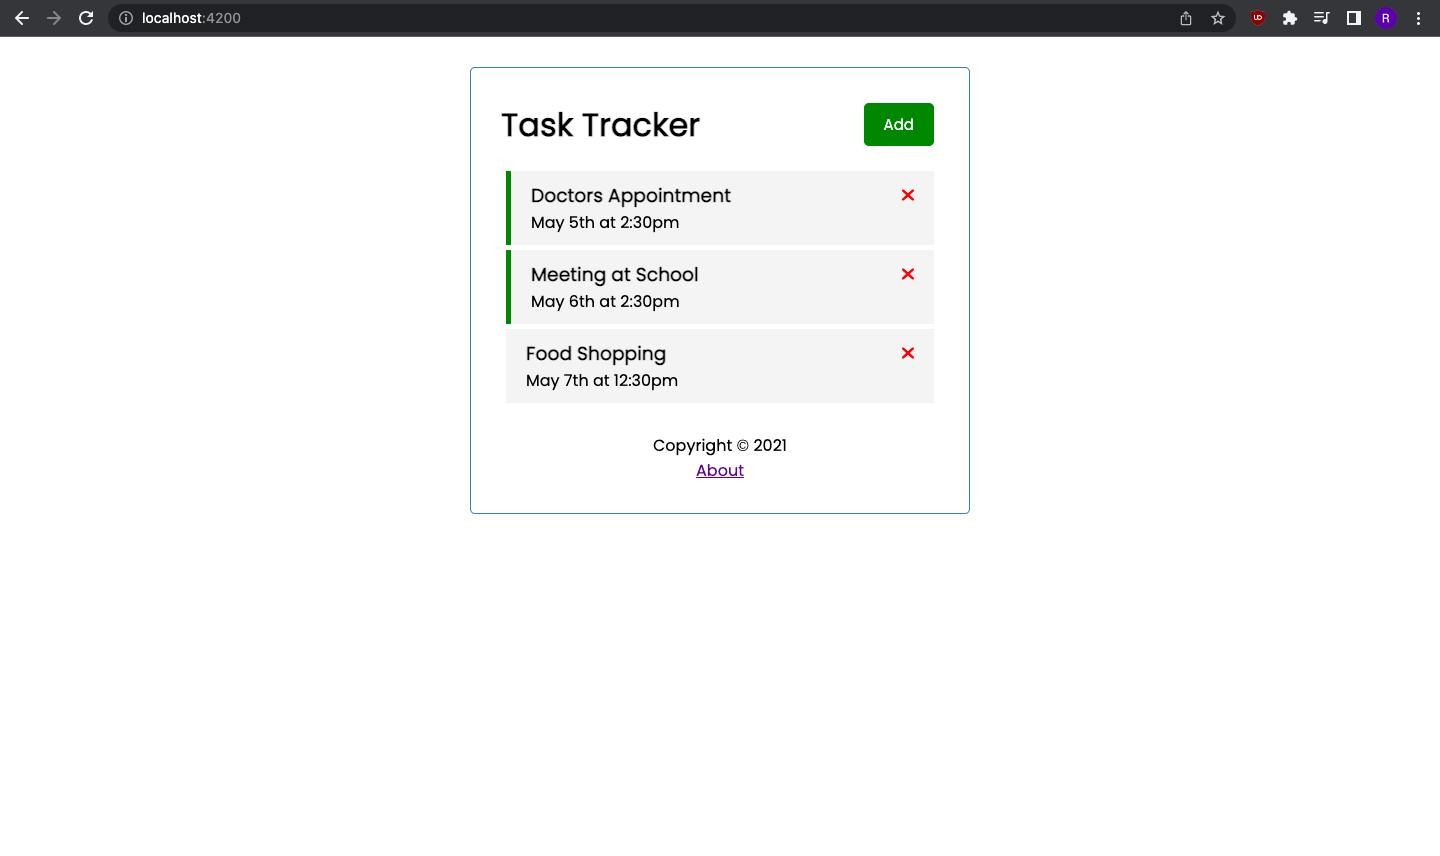 localhost:4200
R
Task Tracker
Add
Doctors Appointment
May 5th at 2:30pm
Meeting at School
May 6th at 2:30pm
Food Shopping
May 7th at 12:30pm
Copyright © 2021
About